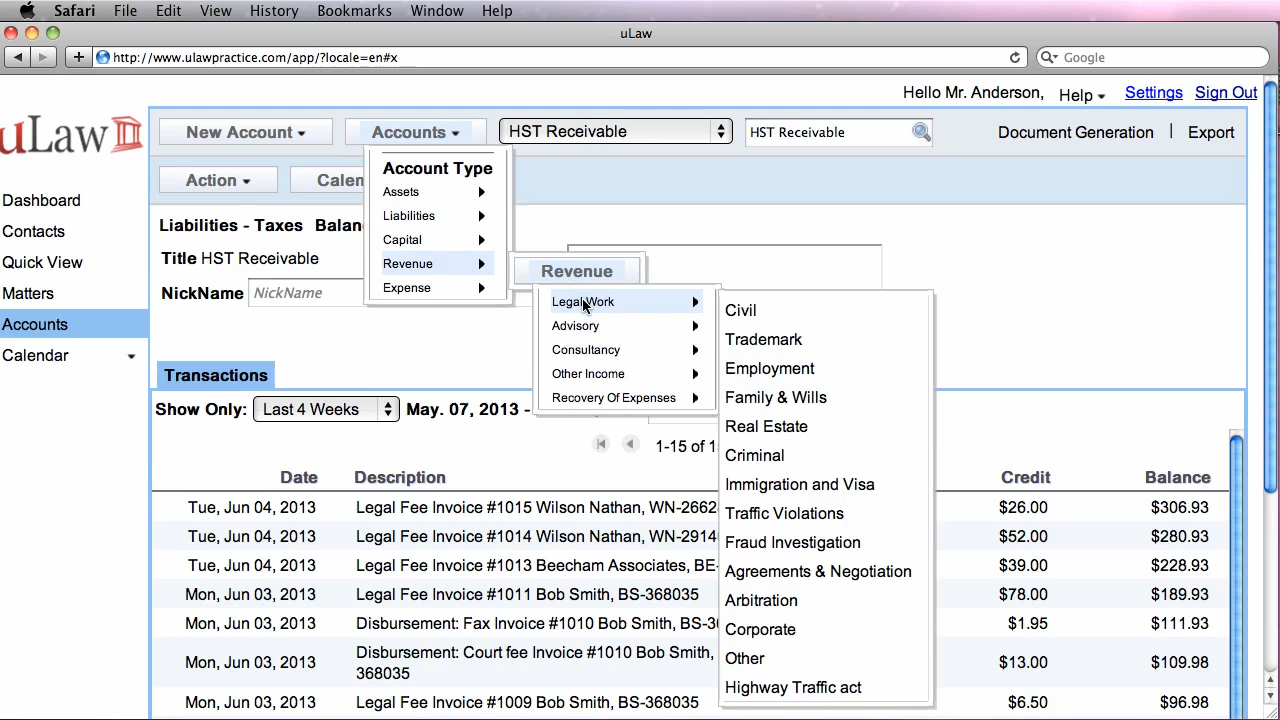 Safari File Edit View History Bookmarks Window Help
uLaw
http://www.ulawpractice.com/app/?locale=en#x
Google
Hello Mr. Anderson, Help Settings Sign Out
uLaw
New Account Accounts HST Receivable HST Receivable Document Generation | Export
Action Calen
Account Type
Assets
Liabilities
Capital
Revenue
Expense
Revenue
Legal Work
Advisory
Consultancy
Other Income
Recovery Of Expenses
Civil
Trademark
Employment
Family & Wills
Real Estate
Criminal
Immigration and Visa
Traffic Violations
Fraud Investigation
Agreements & Negotiation
Arbitration
Corporate
Other
Highway Traffic act
Dashboard
Contacts
Quick View
Matters
Accounts
Calendar
Liabilities - Taxes Balan
Title HST Receivable
NickName NickName
Transactions
Show Only: Last 4 Weeks May. 07, 2013 -
1-15 of 1
Date Description Credit Balance
Tue, Jun 04, 2013 Legal Fee Invoice #1015 Wilson Nathan, WN-2662 $26.00 $306.93
Tue, Jun 04, 2013 Legal Fee Invoice #1014 Wilson Nathan, WN-2914 $52.00 $280.93
Tue, Jun 04, 2013 Legal Fee Invoice #1013 Beecham Associates, BE- $39.00 $228.93
Mon, Jun 03, 2013 Legal Fee Invoice #1011 Bob Smith, BS-368035 $78.00 $189.93
Mon, Jun 03, 2013 Disbursement: Fax Invoice #1010 Bob Smith, BS-3 $1.95 $111.93
Mon, Jun 03, 2013 Disbursement: Court fee Invoice #1010 Bob Smith, $13.00 $109.98
368035
Mon, Jun 03, 2013 Legal Fee Invoice #1009 Bob Smith, BS-368035 $6.50 $96.98